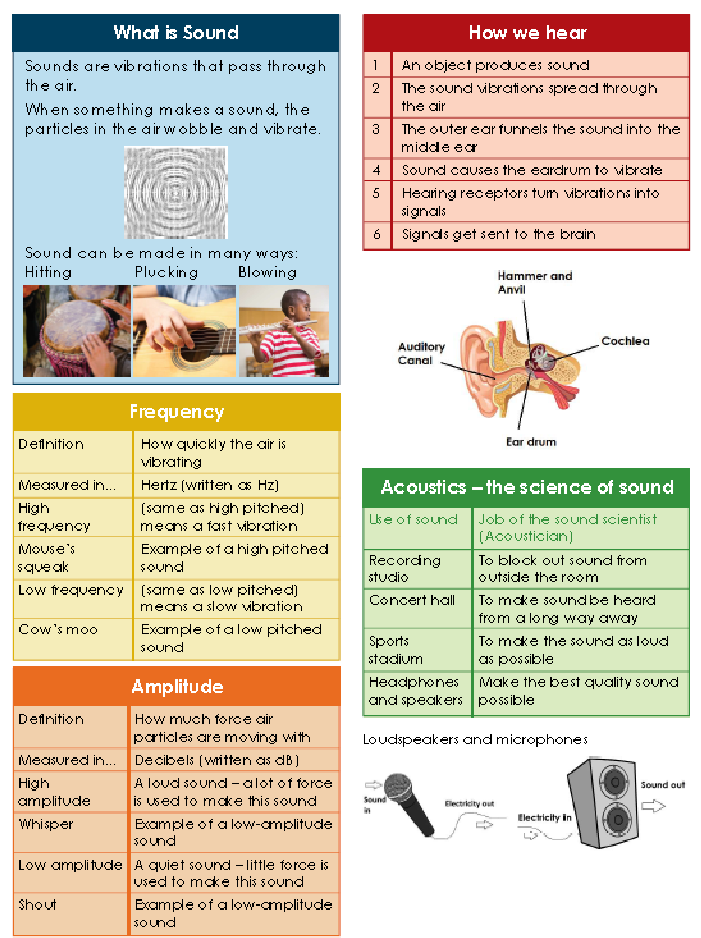 What is Sound
Sounds are vibrations that pass through
the air.
When something makes a sound, the
particles in the air wobble and vibrate.
Sound can be made in many ways:
Hitting Plucking Blowing
Frequency
Definition How quickly the air is
vibrating
Measured in... Hertz (written as Hz)
High (same as high pitched)
frequency means a fast vibration
Mouse's Example of a high pitched
squeak sound
Low frequency (same as low pitched)
means a slow vibration
Cow's moo Example of a low pitched
sound
Amplitude
Definition How much force air
particles are moving with
Measured in... Decibels (written as dB)
High A loud sound – a lot of force
amplitude is used to make this sound
Whisper Example of a low-amplitude
sound
Low amplitude A quiet sound – little force is
used to make this sound
Shout Example of a low-amplitude
sound
How we hear
1 An object produces sound
2 The sound vibrations spread through
the air
3 The outer ear funnels the sound into the
middle ear
4 Sound causes the eardrum to vibrate
5 Hearing receptors turn vibrations into
signals
6 Signals get sent to the brain
Hammer and
Anvil
Cochlea
Auditory
Canal
Ear drum
Acoustics – the science of sound
Use of sound Job of the sound scientist
(Acoustician)
Recording To block out sound from
studio outside the room
Concert hall To make sound be heard
from a long way away
Sports To make the sound as loud
stadium as possible
Headphones Make the best quality sound
and speakers possible
Loudspeakers and microphones
Sound
in
Electricity out
Electricity in
Sound out